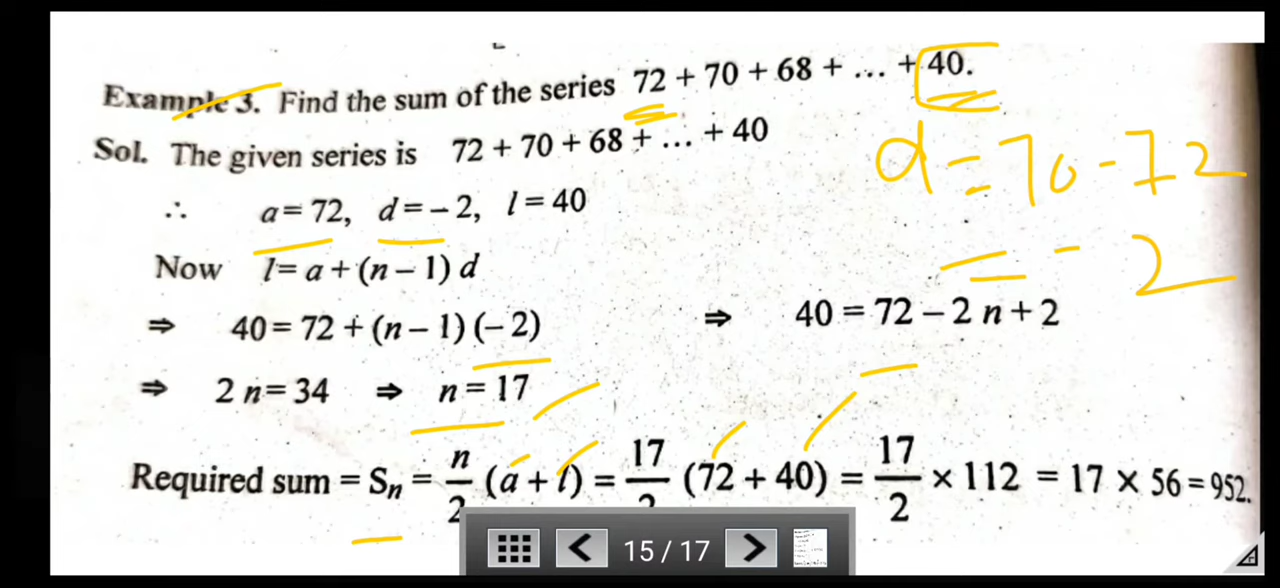 Example 3. Find the sum of the series 72 + 70 + 68 + ... + 40.
Sol. The given series is 72 + 70 + 68 + ... + 40
d = 70 - 72
∴ a = 72, d = – 2, l = 40
= - 2
Now l = a + (n – 1) d
⇒ 40 = 72 + (n – 1) (– 2) ⇒ 40 = 72 – 2 n + 2
⇒ 2 n = 34 ⇒ n = 17
Required sum = Sn = n/2 (a + l) = 17/2 (72 + 40) = 17/2 × 112 = 17 × 56 = 952.
15 / 17